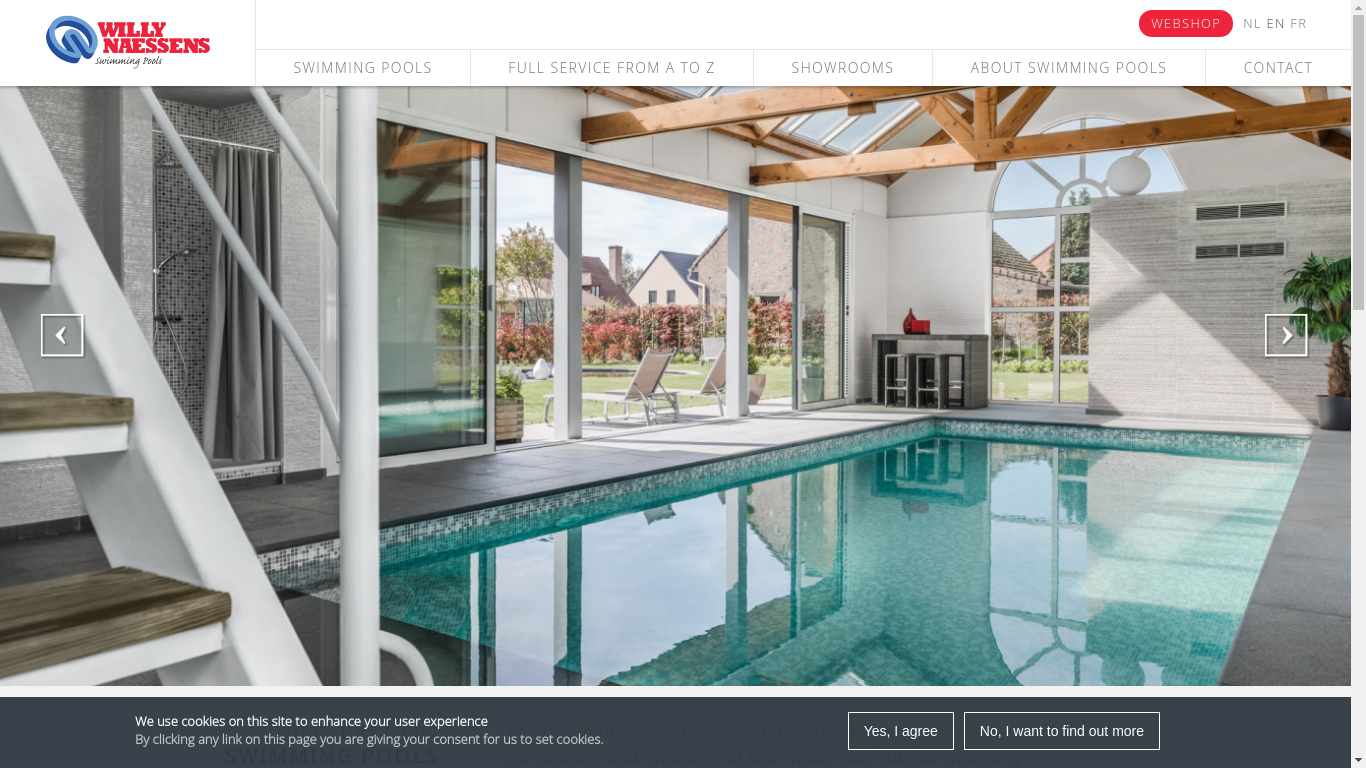 WILLY
NAESSENS
Swimming Pools
WEBSHOP NL EN FR
SWIMMING POOLS FULL SERVICE FROM A TO Z SHOWROOMS ABOUT SWIMMING POOLS CONTACT
We use cookies on this site to enhance your user experience
By clicking any link on this page you are giving your consent for us to set cookies.
Yes, I agree No, I want to find out more
SWIMMING POOLS